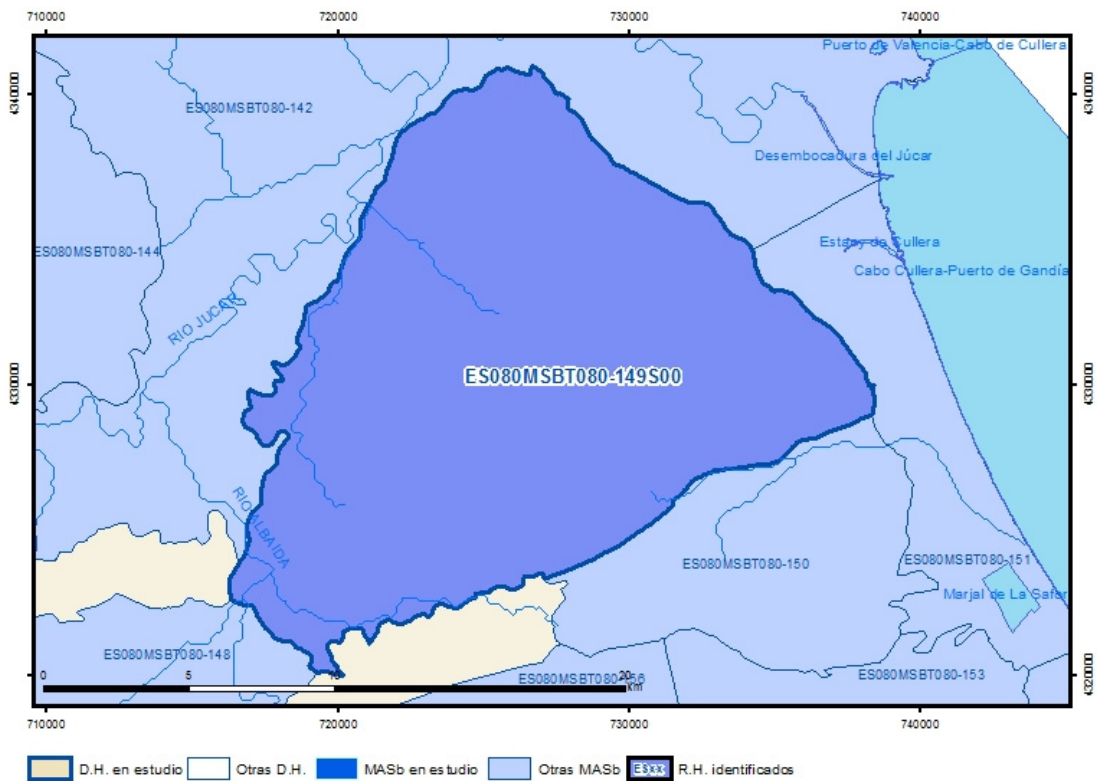 710000 720000 730000 740000
Puerto de Valencia-Cabo de Cullera
4340000 4340000
ES080MSBT080-142
Desembocadura del Júcar
ES080MSBT080-144
Estany de Cullera
Cabo Cullera-Puerto de Gandía
RIO JUCAR
ES080MSBT080-149S00
4330000 4330000
RIO ALBAIDA
ES080MSBT080-150
ES080MSBT080-151
Marjal de La Safor
ES080MSBT080-148
ES080MSBT080-156
ES080MSBT080-153
0 5 10 20
km
4320000
710000 720000 730000 740000
D.H. en estudio Otras D.H. MASb en estudio Otras MASb R.H. identificados